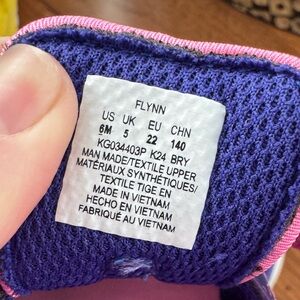 FLYNN
US UK EU CHN
6M 5 22 140
KG034403P K24 BRY
MAN MADE/TEXTILE UPPER
MATÉRIAUX SYNTHÉTIQUES/
TEXTILE TIGE EN
MADE IN VIETNAM
HECHO EN VIETNAM
FABRIQUÉ AU VIETNAM